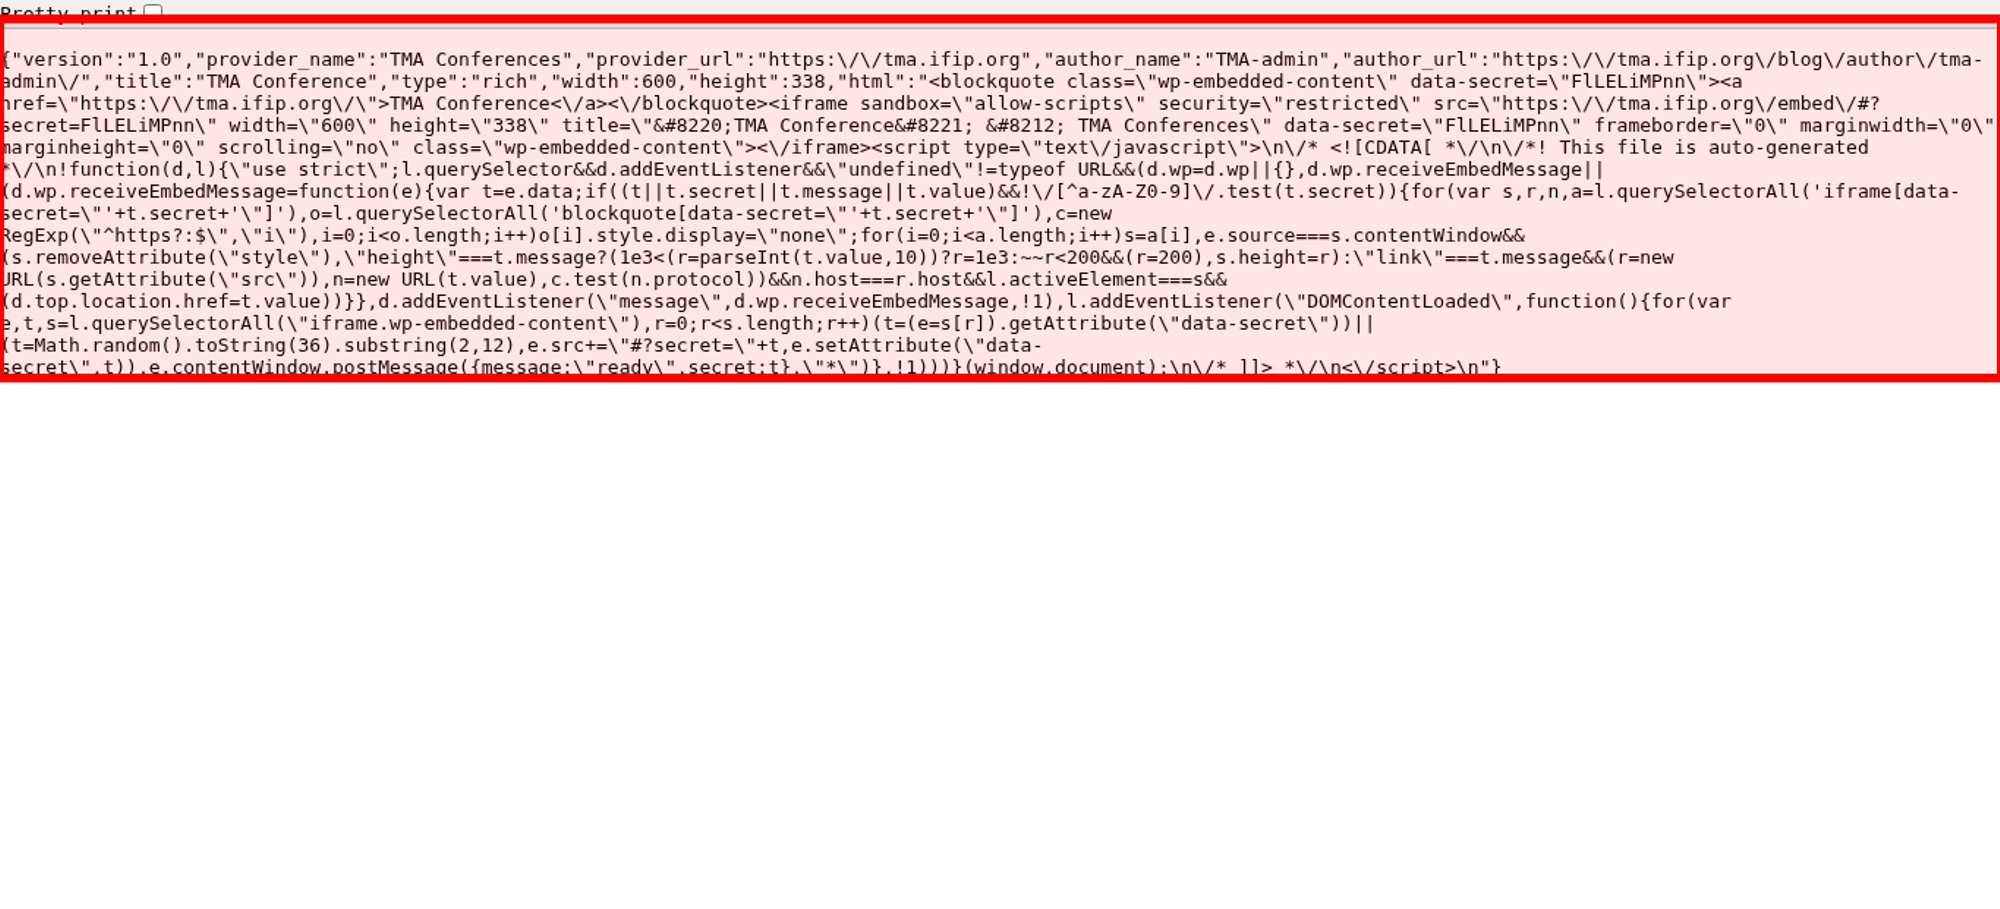 Pretty print
{"version":"1.0","provider_name":"TMA Conferences","provider_url":"https:\/\/tma.ifip.org","author_name":"TMA-admin","author_url":"https:\/\/tma.ifip.org\/blog\/author\/tma-
admin\/","title":"TMA Conference","type":"rich","width":600,"height":338,"html":"<blockquote class=\"wp-embedded-content\" data-secret=\"FlLELiMPnn\"><a
href=\"https:\/\/tma.ifip.org\/\">TMA Conference<\/a><\/blockquote><iframe sandbox=\"allow-scripts\" security=\"restricted\" src=\"https:\/\/tma.ifip.org\/embed\/#?
secret=FlLELiMPnn\" width=\"600\" height=\"338\" title=\"&#8220;TMA Conference&#8221; &#8212; TMA Conferences\" data-secret=\"FlLELiMPnn\" frameborder=\"0\" marginwidth=\"0\"
marginheight=\"0\" scrolling=\"no\" class=\"wp-embedded-content\"><\/iframe><script type=\"text\/javascript\">\n\/* <![CDATA[ *\/\n\/*! This file is auto-generated
*\/\n!function(d,l){\"use strict\";l.querySelector&&d.addEventListener&&\"undefined\"!=typeof URL&&(d.wp=d.wp||{},d.wp.receiveEmbedMessage||
(d.wp.receiveEmbedMessage=function(e){var t=e.data;if((t||t.secret||t.message||t.value)&&!\/[^a-zA-Z0-9]\/.test(t.secret)){for(var s,r,n,a=l.querySelectorAll('iframe[data-
secret=\"'+t.secret+'\"]'),o=l.querySelectorAll('blockquote[data-secret=\"'+t.secret+'\"]'),c=new
RegExp(\"^https?:$\",\"i\"),i=0;i<o.length;i++)o[i].style.display=\"none\";for(i=0;i<a.length;i++)s=a[i],e.source===s.contentWindow&&
(s.removeAttribute(\"style\"),\"height\"===t.message?(1e3<(r=parseInt(t.value,10))?r=1e3:~~r<200&&(r=200),s.height=r):\"link\"===t.message&&(r=new
URL(s.getAttribute(\"src\")),n=new URL(t.value),c.test(n.protocol))&&n.host===r.host&&l.activeElement===s&&
(d.top.location.href=t.value))}},d.addEventListener(\"message\",d.wp.receiveEmbedMessage,!1),l.addEventListener(\"DOMContentLoaded\",function(){for(var
e,t,s=l.querySelectorAll(\"iframe.wp-embedded-content\"),r=0;r<s.length;r++)(t=(e=s[r]).getAttribute(\"data-secret\"))||
(t=Math.random().toString(36).substring(2,12),e.src+=\"#?secret=\"+t,e.setAttribute(\"data-
secret\",t)),e.contentWindow.postMessage({message:\"ready\",secret:t},\"*\")},!1)))}(window,document);\n\/* ]]> *\/\n<\/script>\n"}